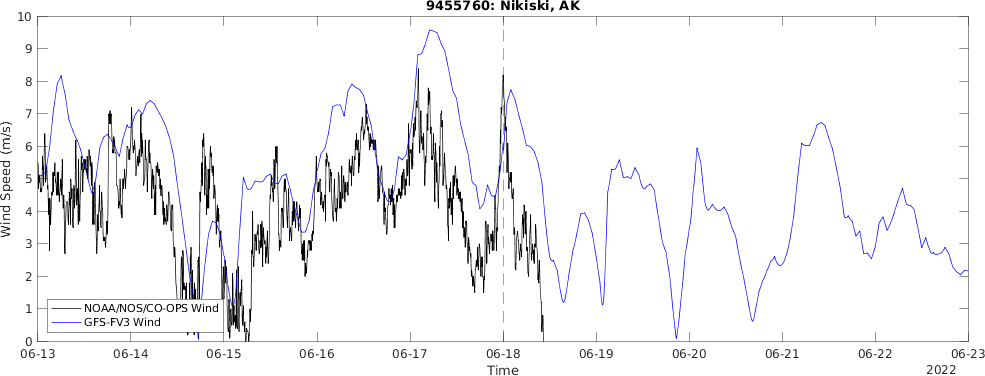 9455760: Nikiski, AK
10
9
8
7
6
5
4
3
2
1
0
Wind Speed (m/s)
NOAA/NOS/CO-OPS Wind
GFS-FV3 Wind
06-13 06-14 06-15 06-16 06-17 06-18 06-19 06-20 06-21 06-22 06-23
Time
2022